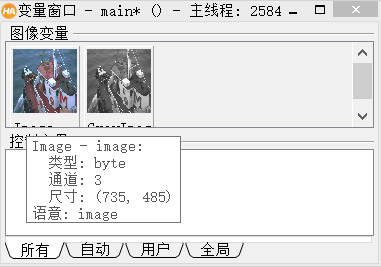 HA 变量窗口 - main* () - 主线程: 2584
图像变量
Image
类型: byte
通道: 3
尺寸: (735, 485)
语意: image
所有 自动 用户 全局